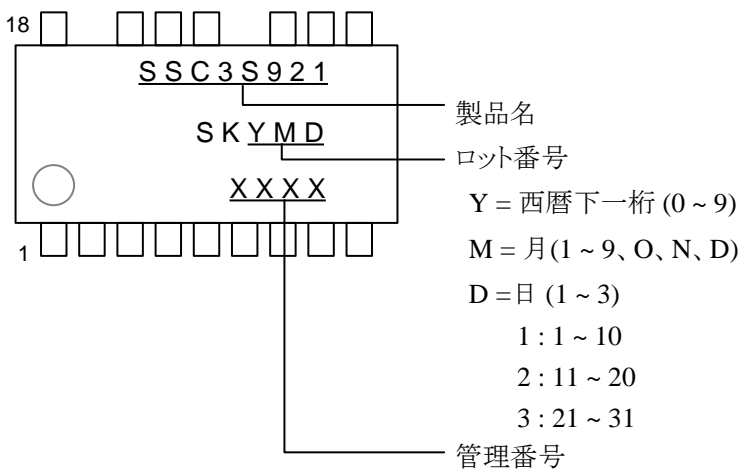 18
SSC3S921
製品名
SKYMD
ロット番号
XXXX
Y = 西暦下一桁 (0 ~ 9)
M = 月(1 ~ 9、O、N、D)
D =日 (1 ~ 3)
1
1 : 1 ~ 10
2 : 11 ~ 20
3 : 21 ~ 31
管理番号